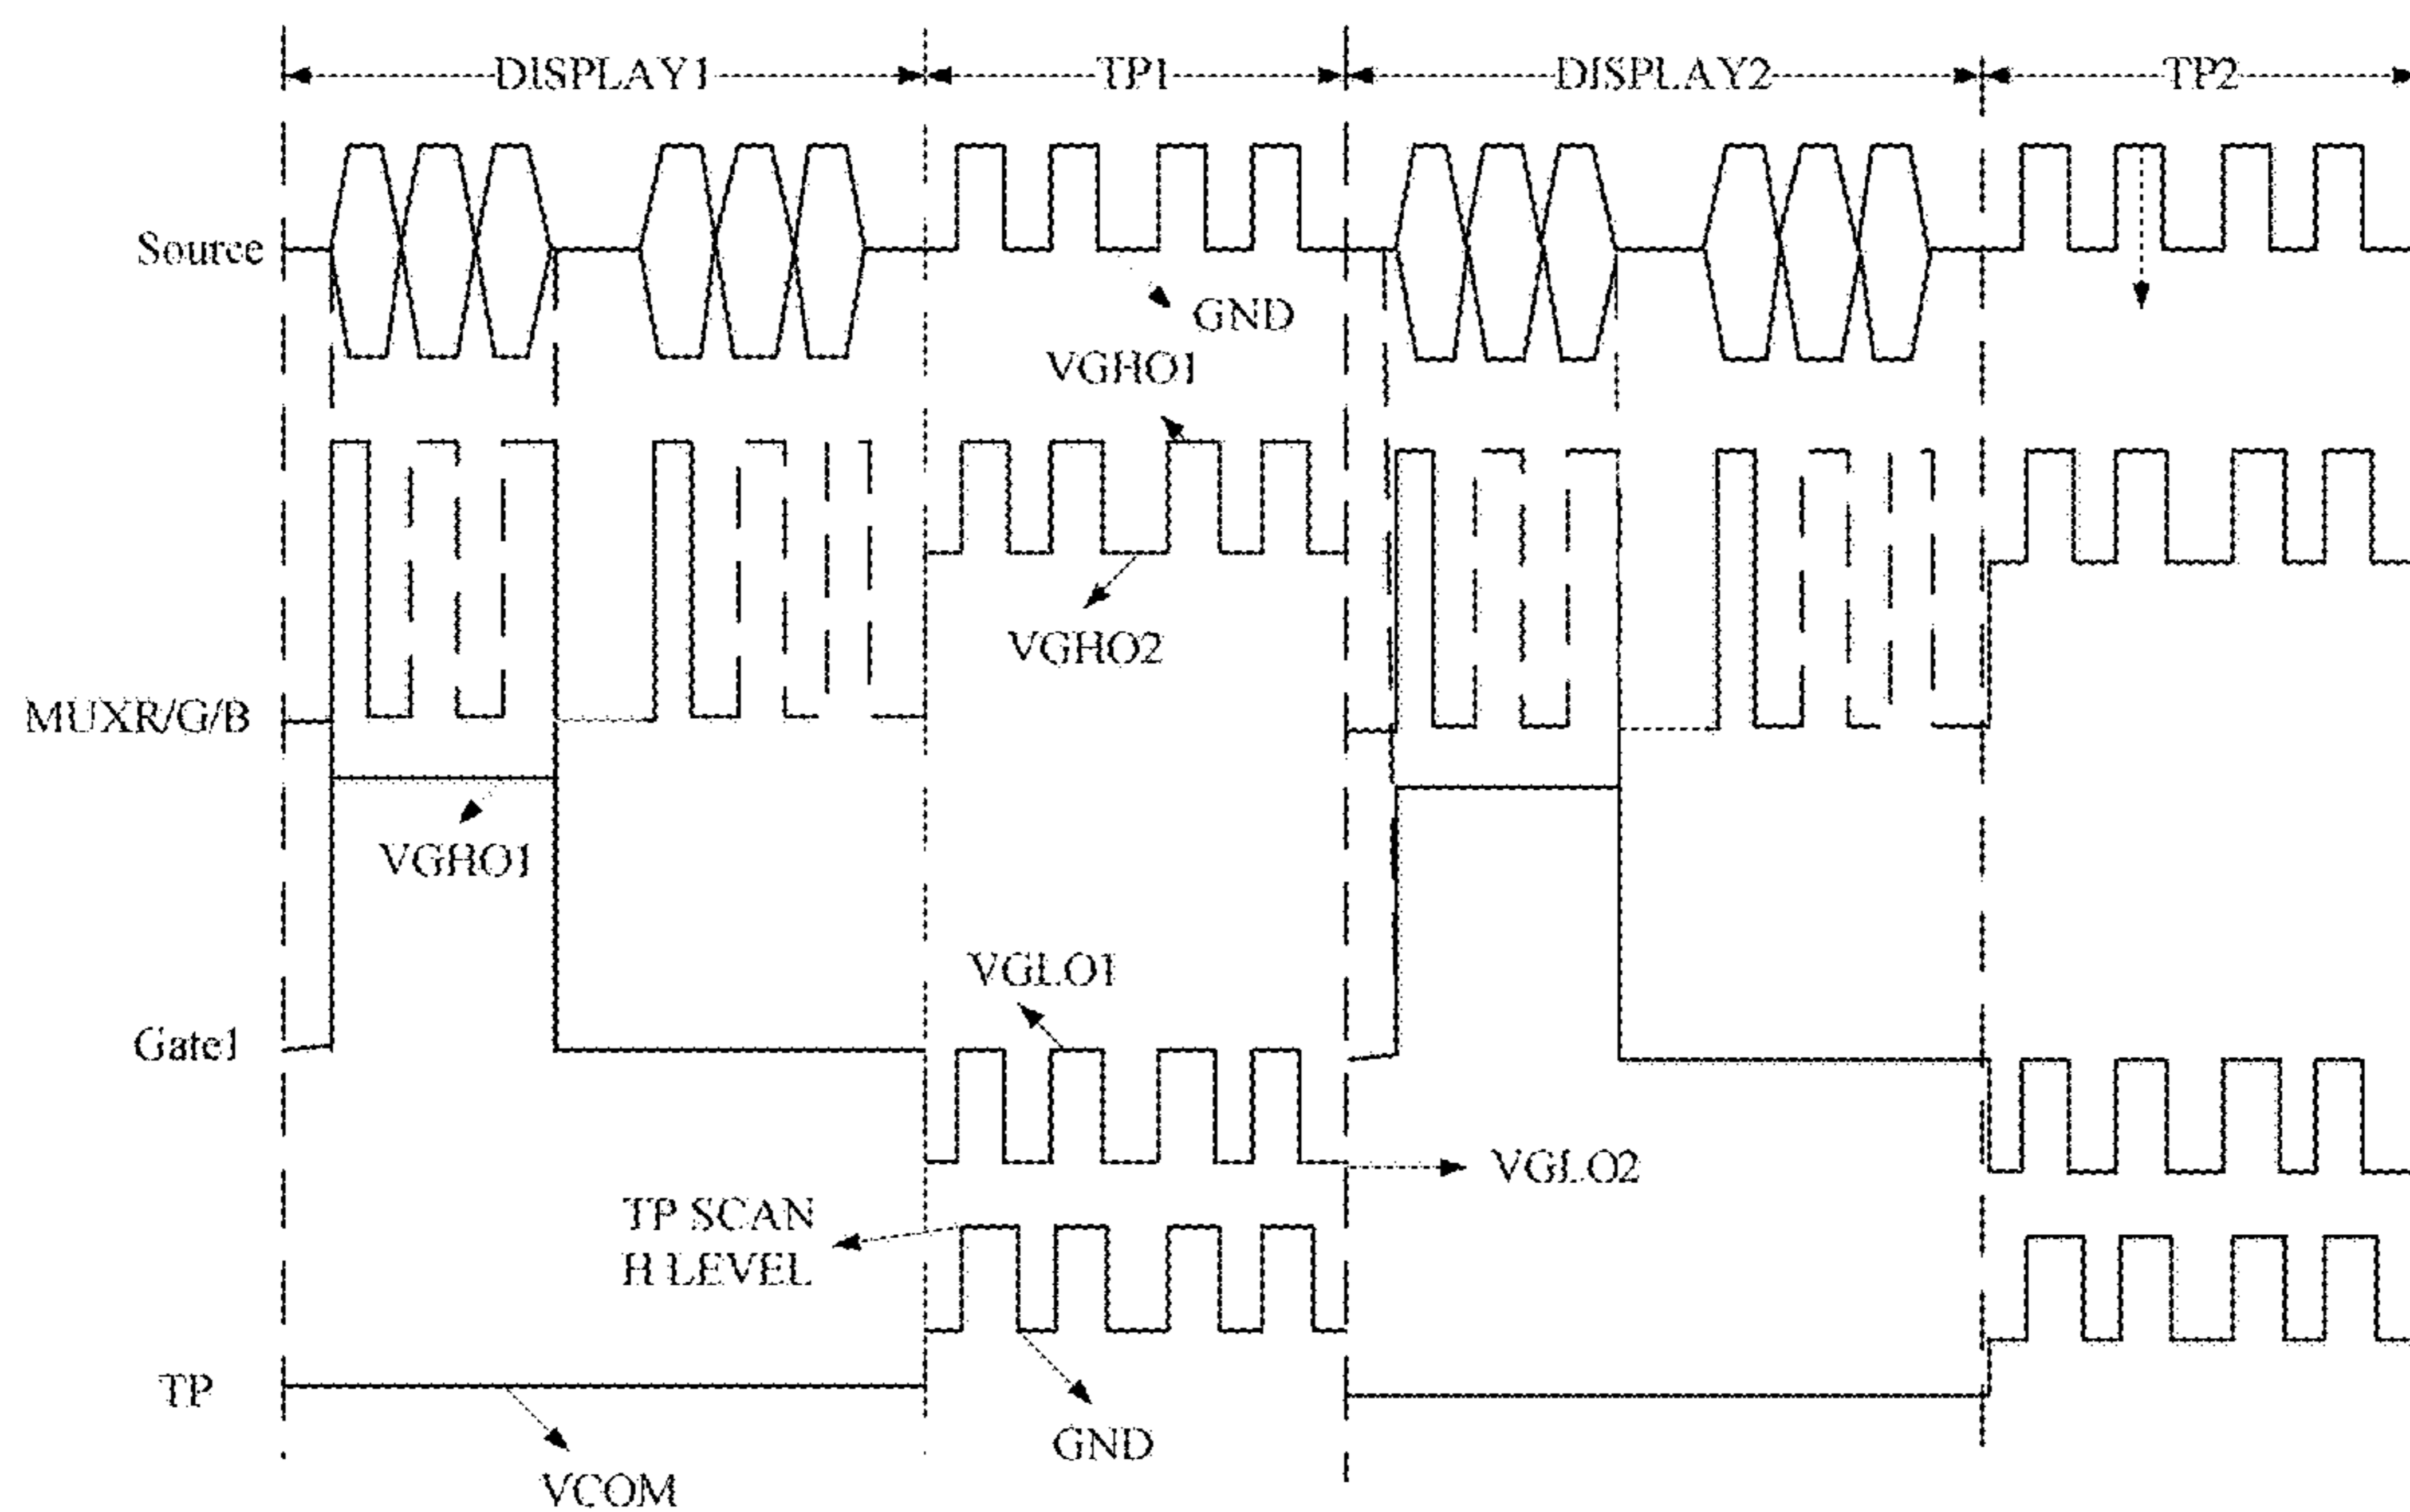 DISPLAY1
TP1
DISPLAY2
TP2
Source
GND
VGHO1
VGHO2
MUXR/G/B
VGHO1
VGLO1
Gate1
VGLO2
TP SCAN
H LEVEL
TP
GND
VCOM